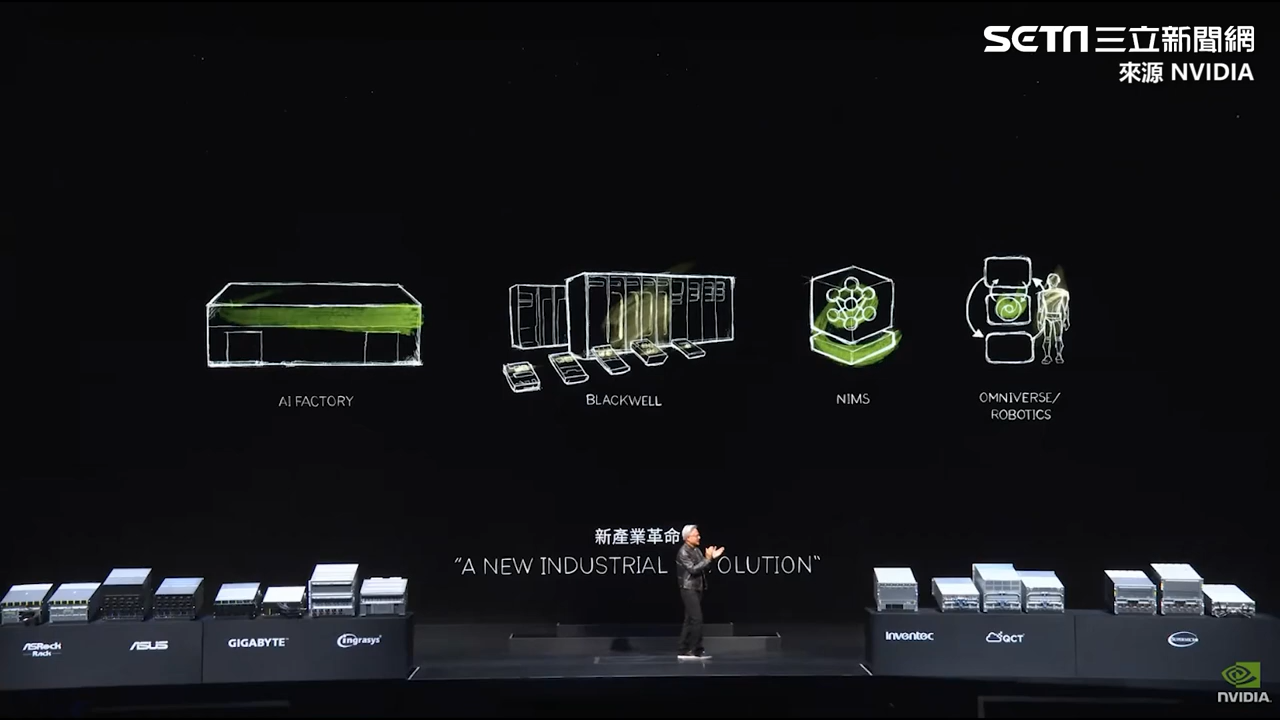 SETN三立新聞網
來源 NVIDIA
AI FACTORY
BLACKWELL
NIMS
OMNIVERSE/
ROBOTICS
新產業革命
"A NEW INDUSTRIAL OLUTION"
ASRock
Rack
ASUS
GIGABYTE
ingrasys
Inventec
QCT
SUPERMICRO
NVIDIA